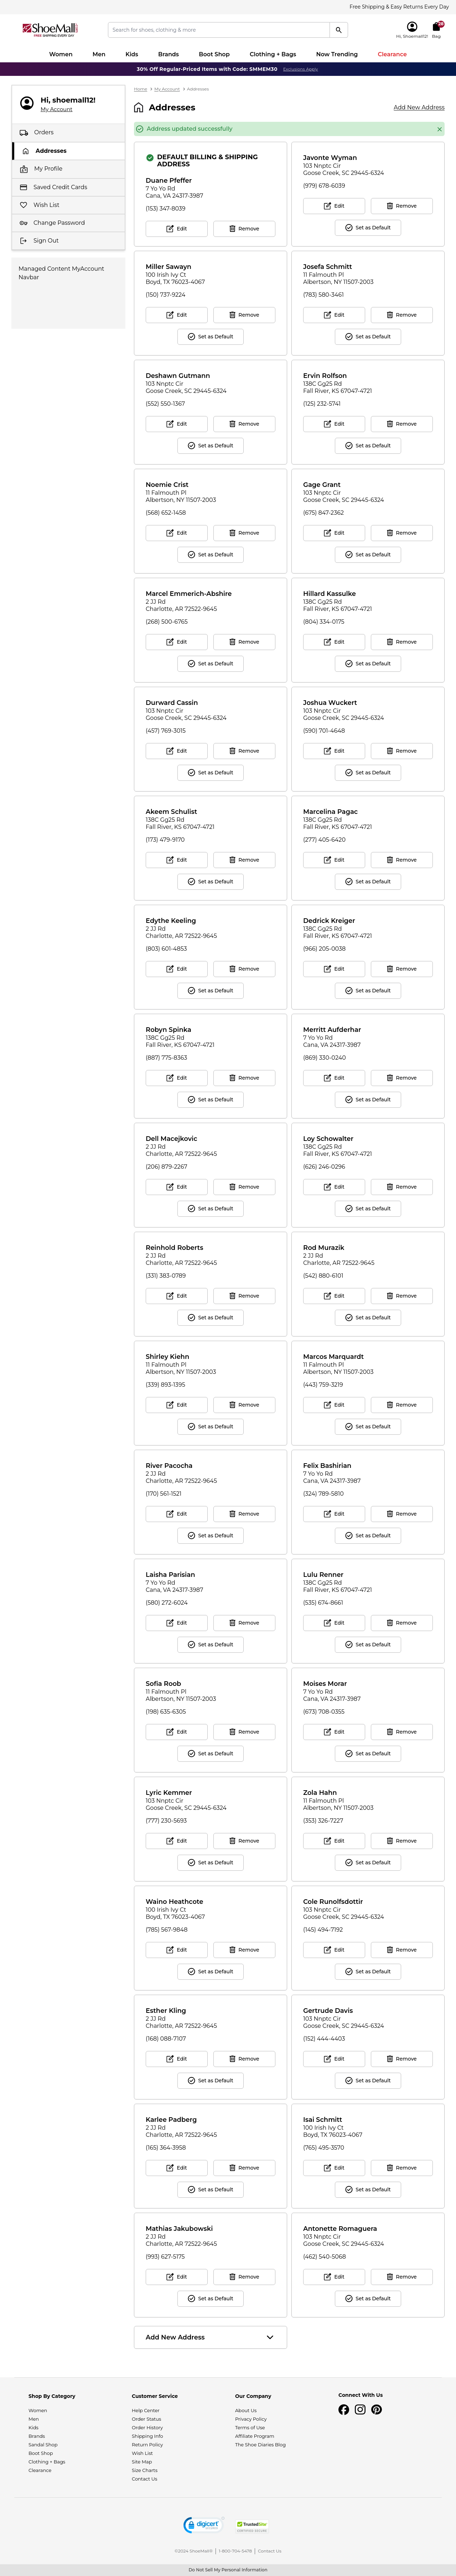 Free Shipping & Easy Returns Every Day
ShoeMall
FREE SHIPPING EVERY DAY
Search for shoes, clothing & more
Hi, Shoemall12!
Bag
Women
Men
Kids
Brands
Boot Shop
Clothing + Bags
Now Trending
Clearance
30% Off Regular-Priced Items with Code: SMMEM30 Exclusions Apply
Hi, shoemall12!
My Account
Orders
Addresses
My Profile
Saved Credit Cards
Wish List
Change Password
Sign Out
Managed Content MyAccount
Navbar
Home > My Account > Addresses
Addresses
Add New Address
Address updated successfully
DEFAULT BILLING & SHIPPING
ADDRESS
Duane Pfeffer
7 Yo Yo Rd
Cana, VA 24317-3987
(153) 347-8039
Edit
Remove
Javonte Wyman
103 Nnptc Cir
Goose Creek, SC 29445-6324
(979) 678-6039
Edit
Remove
Set as Default
Miller Sawayn
100 Irish Ivy Ct
Boyd, TX 76023-4067
(150) 737-9224
Edit
Remove
Set as Default
Josefa Schmitt
11 Falmouth Pl
Albertson, NY 11507-2003
(783) 580-3461
Edit
Remove
Set as Default
Deshawn Gutmann
103 Nnptc Cir
Goose Creek, SC 29445-6324
(552) 550-1367
Edit
Remove
Set as Default
Ervin Rolfson
138C Gg25 Rd
Fall River, KS 67047-4721
(125) 232-5741
Edit
Remove
Set as Default
Noemie Crist
11 Falmouth Pl
Albertson, NY 11507-2003
(568) 652-1458
Edit
Remove
Set as Default
Gage Grant
103 Nnptc Cir
Goose Creek, SC 29445-6324
(675) 847-2362
Edit
Remove
Set as Default
Marcel Emmerich-Abshire
2 JJ Rd
Charlotte, AR 72522-9645
(268) 500-6765
Edit
Remove
Set as Default
Hillard Kassulke
138C Gg25 Rd
Fall River, KS 67047-4721
(804) 334-0175
Edit
Remove
Set as Default
Durward Cassin
103 Nnptc Cir
Goose Creek, SC 29445-6324
(457) 769-3015
Edit
Remove
Set as Default
Joshua Wuckert
103 Nnptc Cir
Goose Creek, SC 29445-6324
(590) 701-4648
Edit
Remove
Set as Default
Akeem Schulist
138C Gg25 Rd
Fall River, KS 67047-4721
(173) 479-9170
Edit
Remove
Set as Default
Marcelina Pagac
138C Gg25 Rd
Fall River, KS 67047-4721
(277) 405-6420
Edit
Remove
Set as Default
Edythe Keeling
2 JJ Rd
Charlotte, AR 72522-9645
(803) 601-4853
Edit
Remove
Set as Default
Dedrick Kreiger
138C Gg25 Rd
Fall River, KS 67047-4721
(966) 205-0038
Edit
Remove
Set as Default
Robyn Spinka
138C Gg25 Rd
Fall River, KS 67047-4721
(887) 775-8363
Edit
Remove
Set as Default
Merritt Aufderhar
7 Yo Yo Rd
Cana, VA 24317-3987
(869) 330-0240
Edit
Remove
Set as Default
Dell Macejkovic
2 JJ Rd
Charlotte, AR 72522-9645
(206) 879-2267
Edit
Remove
Set as Default
Loy Schowalter
138C Gg25 Rd
Fall River, KS 67047-4721
(626) 246-0296
Edit
Remove
Set as Default
Reinhold Roberts
2 JJ Rd
Charlotte, AR 72522-9645
(331) 383-0789
Edit
Remove
Set as Default
Rod Murazik
2 JJ Rd
Charlotte, AR 72522-9645
(542) 880-6101
Edit
Remove
Set as Default
Shirley Kiehn
11 Falmouth Pl
Albertson, NY 11507-2003
(339) 893-1395
Edit
Remove
Set as Default
Marcos Marquardt
11 Falmouth Pl
Albertson, NY 11507-2003
(443) 759-3219
Edit
Remove
Set as Default
River Pacocha
2 JJ Rd
Charlotte, AR 72522-9645
(170) 561-1521
Edit
Remove
Set as Default
Felix Bashirian
7 Yo Yo Rd
Cana, VA 24317-3987
(324) 789-5810
Edit
Remove
Set as Default
Laisha Parisian
7 Yo Yo Rd
Cana, VA 24317-3987
(580) 272-6024
Edit
Remove
Set as Default
Lulu Renner
138C Gg25 Rd
Fall River, KS 67047-4721
(535) 674-8661
Edit
Remove
Set as Default
Sofia Roob
11 Falmouth Pl
Albertson, NY 11507-2003
(198) 635-6305
Edit
Remove
Set as Default
Moises Morar
7 Yo Yo Rd
Cana, VA 24317-3987
(673) 708-0355
Edit
Remove
Set as Default
Lyric Kemmer
103 Nnptc Cir
Goose Creek, SC 29445-6324
(777) 230-5693
Edit
Remove
Set as Default
Zola Hahn
11 Falmouth Pl
Albertson, NY 11507-2003
(353) 326-7227
Edit
Remove
Set as Default
Waino Heathcote
100 Irish Ivy Ct
Boyd, TX 76023-4067
(785) 567-9848
Edit
Remove
Set as Default
Cole Runolfsdottir
103 Nnptc Cir
Goose Creek, SC 29445-6324
(145) 494-7192
Edit
Remove
Set as Default
Esther Kling
2 JJ Rd
Charlotte, AR 72522-9645
(168) 088-7107
Edit
Remove
Set as Default
Gertrude Davis
103 Nnptc Cir
Goose Creek, SC 29445-6324
(152) 444-4403
Edit
Remove
Set as Default
Karlee Padberg
2 JJ Rd
Charlotte, AR 72522-9645
(165) 364-3958
Edit
Remove
Set as Default
Isai Schmitt
100 Irish Ivy Ct
Boyd, TX 76023-4067
(765) 495-3570
Edit
Remove
Set as Default
Mathias Jakubowski
2 JJ Rd
Charlotte, AR 72522-9645
(993) 627-5175
Edit
Remove
Set as Default
Antonette Romaguera
103 Nnptc Cir
Goose Creek, SC 29445-6324
(462) 540-5068
Edit
Remove
Set as Default
Add New Address
Shop By Category
Women
Men
Kids
Brands
Sandal Shop
Boot Shop
Clothing + Bags
Clearance
Customer Service
Help Center
Order Status
Order History
Shipping Info
Return Policy
Wish List
Site Map
Size Charts
Contact Us
Our Company
About Us
Privacy Policy
Terms of Use
Affiliate Program
The Shoe Diaries Blog
Connect With Us
digicert
TrustedSite
CERTIFIED SECURE
©2024 ShoeMall® | 1-800-704-5478 | Contact Us
Do Not Sell My Personal Information